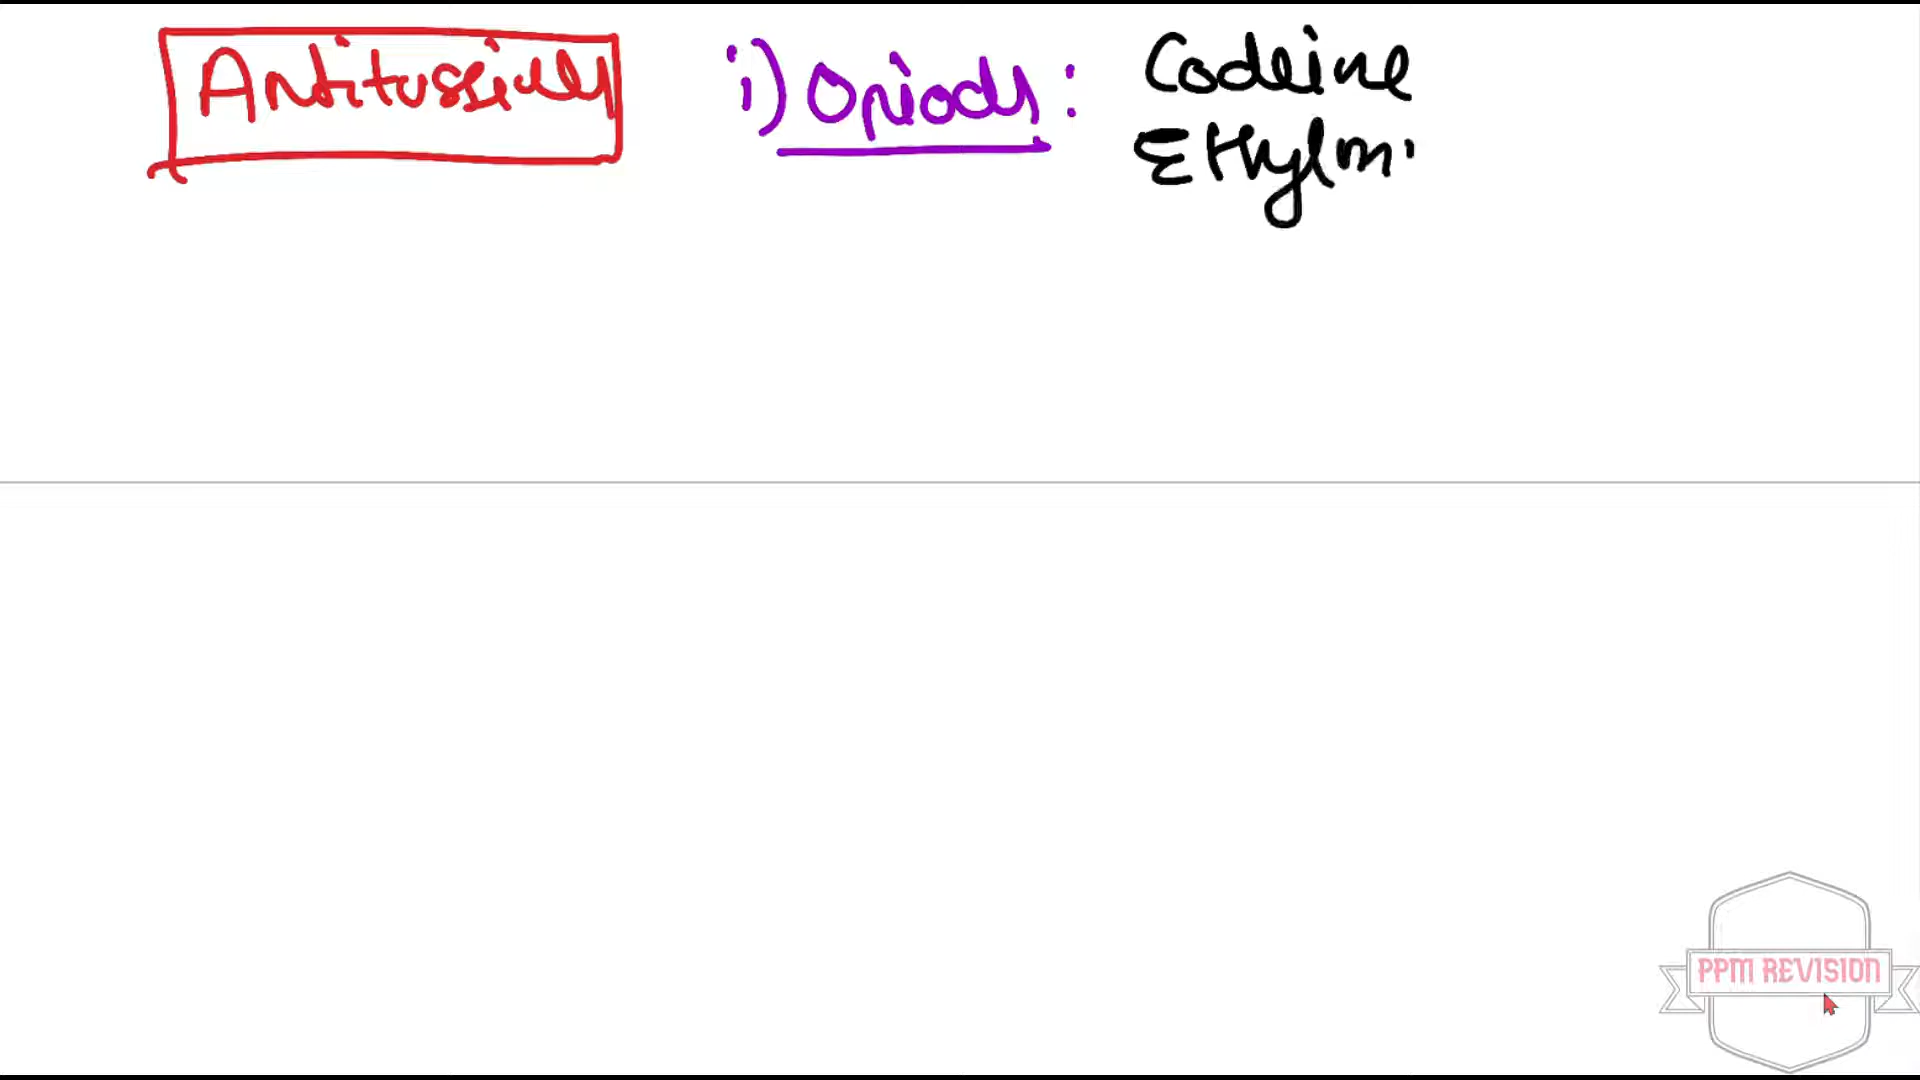 Antitussives i) Opiods : Codeine
Ethylm
PPM REVISION